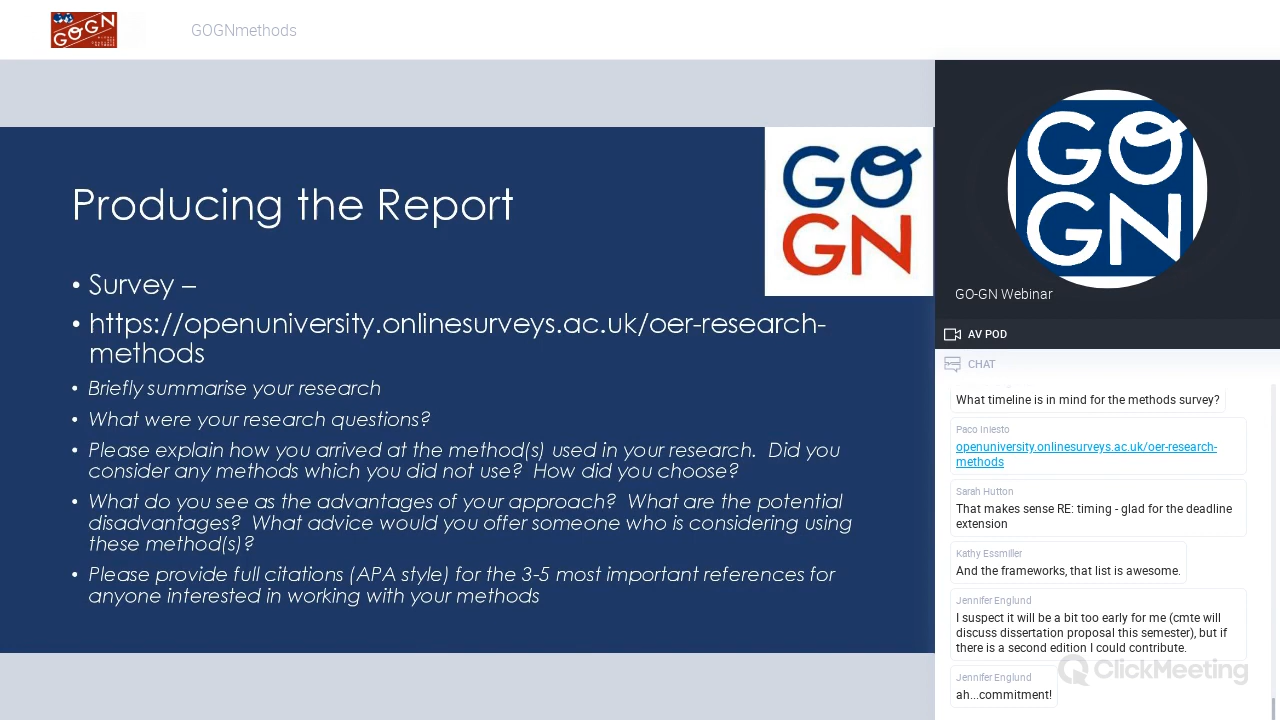 GO
GN
GOGNmethods
Producing the Report
GO
GN
• Survey –
• https://openuniversity.onlinesurveys.ac.uk/oer-research-
methods
• Briefly summarise your research
• What were your research questions?
• Please explain how you arrived at the method(s) used in your research. Did you
consider any methods which you did not use? How did you choose?
• What do you see as the advantages of your approach? What are the potential
disadvantages? What advice would you offer someone who is considering using
these method(s)?
• Please provide full citations (APA style) for the 3-5 most important references for
anyone interested in working with your methods
GO
GN
GO-GN Webinar
AV POD
CHAT
What timeline is in mind for the methods survey?
Paco Iniesto
openuniversity.onlinesurveys.ac.uk/oer-research-
methods
Sarah Hutton
That makes sense RE: timing - glad for the deadline
extension
Kathy Essmiller
And the frameworks, that list is awesome.
Jennifer Englund
I suspect it will be a bit too early for me (cmte will
discuss dissertation proposal this semester), but if
there is a second edition I could contribute.
ClickMeeting
Jennifer Englund
ah...commitment!